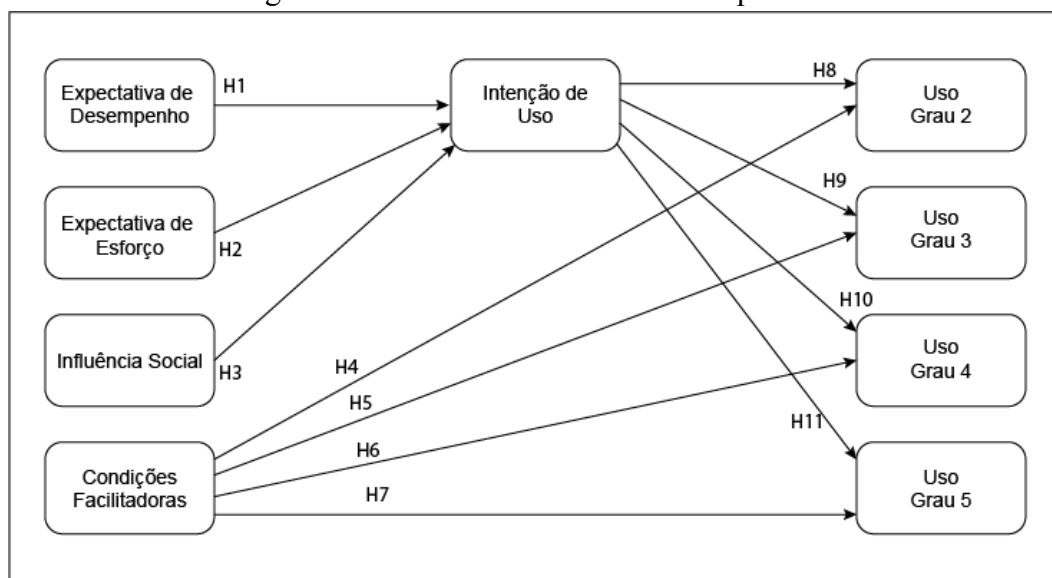 Expectativa de
Desempenho
H1
Intenção de
Uso
H8
Uso
Grau 2
Expectativa de
Esforço
H2
H9
Uso
Grau 3
Influência Social
H3
H4
H5
H10
Uso
Grau 4
Condições
Facilitadoras
H6
H7
H11
Uso
Grau 5